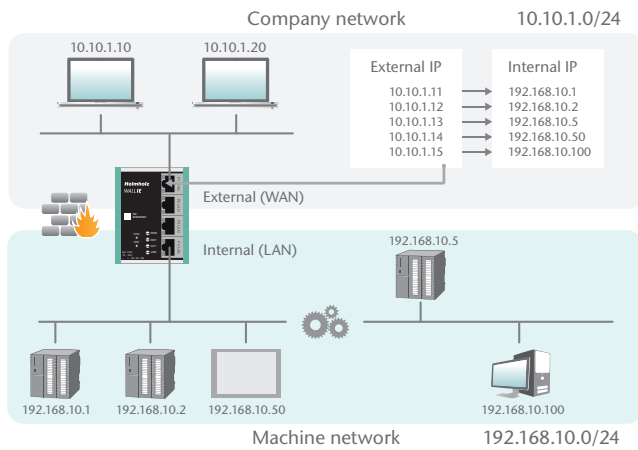 Company network 10.10.1.0/24
10.10.1.10 10.10.1.20
External IP Internal IP
10.10.1.11 192.168.10.1
10.10.1.12 192.168.10.2
10.10.1.13 192.168.10.5
10.10.1.14 192.168.10.50
10.10.1.15 192.168.10.100
Helmholz
WALL IE
External (WAN)
Internal (LAN)
192.168.10.5
192.168.10.1 192.168.10.2 192.168.10.50 192.168.10.100
Machine network 192.168.10.0/24